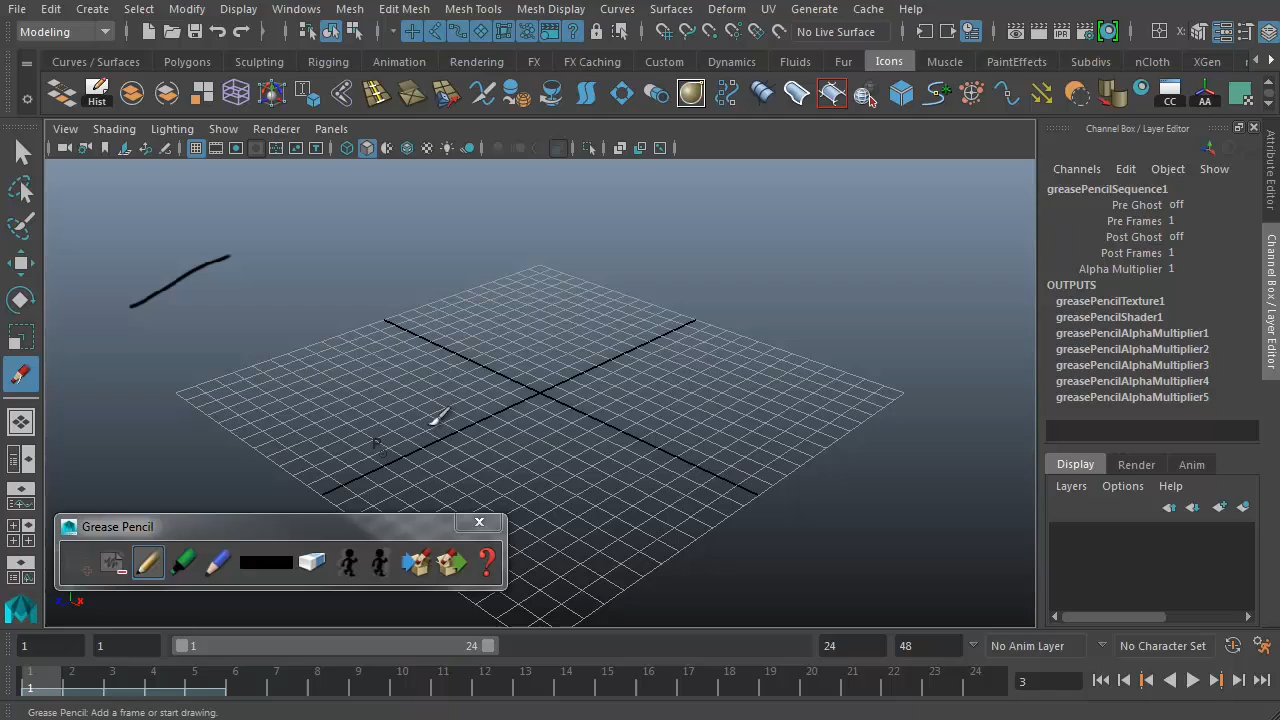 File Edit Create Select Modify Display Windows Mesh Edit Mesh Mesh Tools Mesh Display Curves Surfaces Deform UV Generate Cache Help
Modeling No Live Surface X:
Curves / Surfaces Polygons Sculpting Rigging Animation Rendering FX FX Caching Custom Dynamics Fluids Fur Icons Muscle PaintEffects Subdivs nCloth XGen
Hist CC AA
View Shading Lighting Show Renderer Panels
Channel Box / Layer Editor
Channels Edit Object Show
greasePencilSequence1
Pre Ghost off
Pre Frames 1
Post Ghost off
Post Frames 1
Alpha Multiplier 1
OUTPUTS
greasePencilTexture1
greasePencilShader1
greasePencilAlphaMultiplier1
greasePencilAlphaMultiplier2
greasePencilAlphaMultiplier3
greasePencilAlphaMultiplier4
greasePencilAlphaMultiplier5
Attribute Editor
Channel Box / Layer Editor
Display Render Anim
Layers Options Help
Grease Pencil
1 1 1 24 24 48 No Anim Layer No Character Set
1 2 3 4 5 6 7 8 9 10 11 12 13 14 15 16 17 18 19 20 21 22 23 24
1 3
Grease Pencil: Add a frame or start drawing.